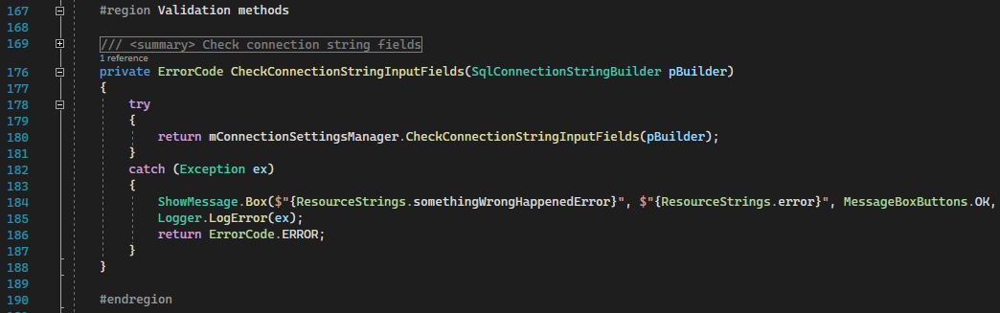 167 #region Validation methods
168
169 /// <summary> Check connection string fields
1 reference
176 private ErrorCode CheckConnectionStringInputFields(SqlConnectionStringBuilder pBuilder)
177 {
178 try
179 {
180 return mConnectionSettingsManager.CheckConnectionStringInputFields(pBuilder);
181 }
182 catch (Exception ex)
183 {
184 ShowMessage.Box($"{ResourceStrings.somethingWrongHappenedError}", $"{ResourceStrings.error}", MessageBoxButtons.OK,
185 Logger.LogError(ex);
186 return ErrorCode.ERROR;
187 }
188 }
189
190 #endregion